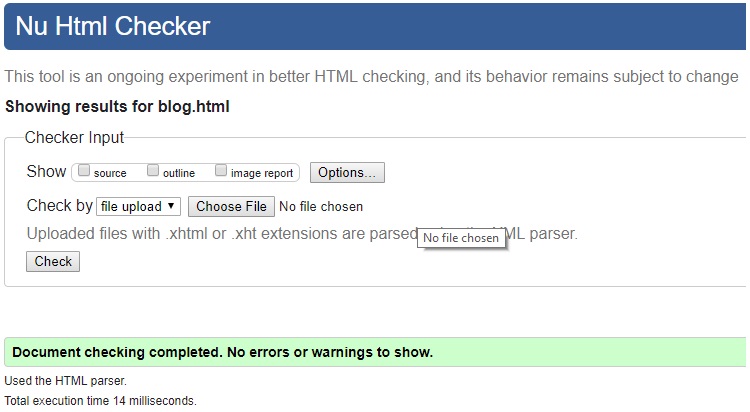 Nu Html Checker
This tool is an ongoing experiment in better HTML checking, and its behavior remains subject to change
Showing results for blog.html
Checker Input
Show source outline image report Options...
Check by file upload Choose File No file chosen
Uploaded files with .xhtml or .xht extensions are parsed ML parser.
No file chosen
Check
Document checking completed. No errors or warnings to show.
Used the HTML parser.
Total execution time 14 milliseconds.